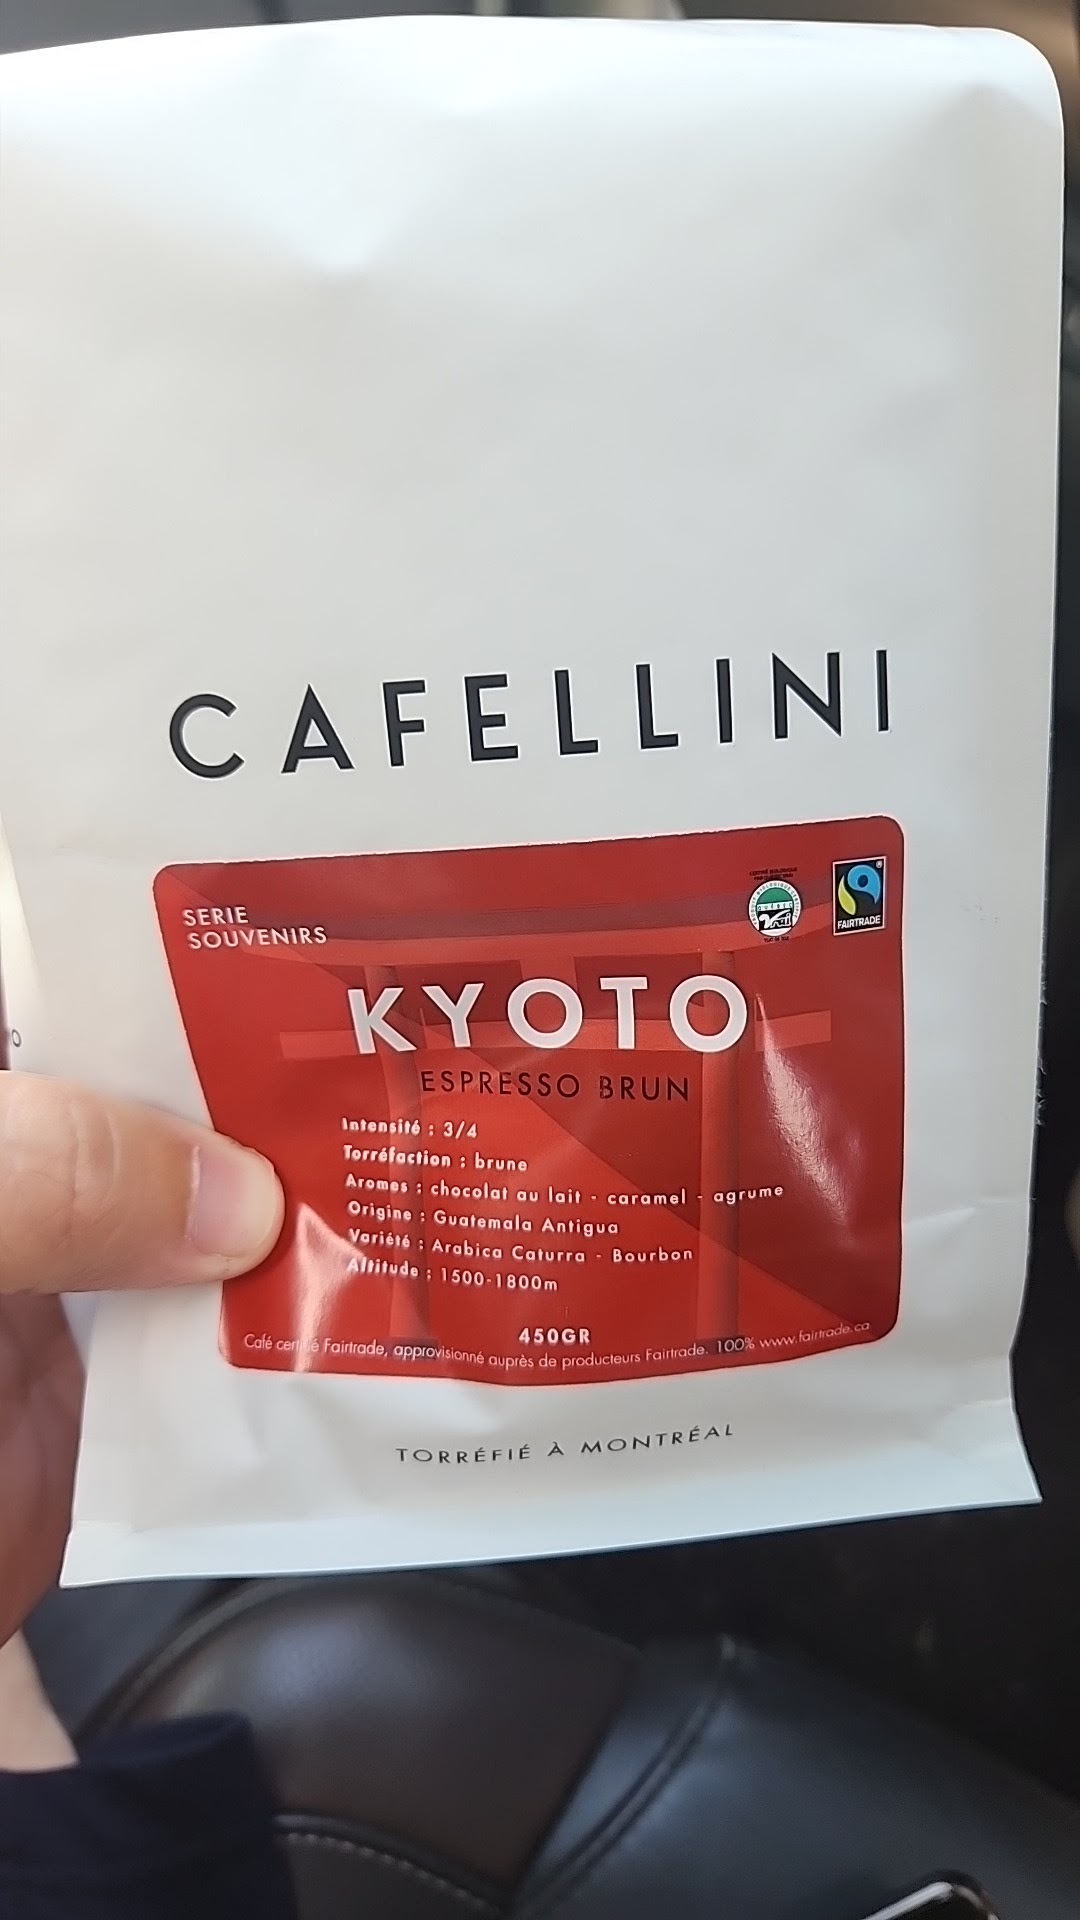 CAFELLINI
SERIE
SOUVENIRS
Québec
Vrai
FAIRTRADE
KYOTO
ESPRESSO BRUN
Intensité : 3/4
Torréfaction : brune
Aromes : chocolat au lait - caramel - agrume
Origine : Guatemala Antigua
Variété : Arabica Caturra - Bourbon
Altitude : 1500-1800m
450GR
Café certifié Fairtrade, approvisionné auprès de producteurs Fairtrade. 100% www.fairtrade.ca
TORRÉFIÉ À MONTRÉAL